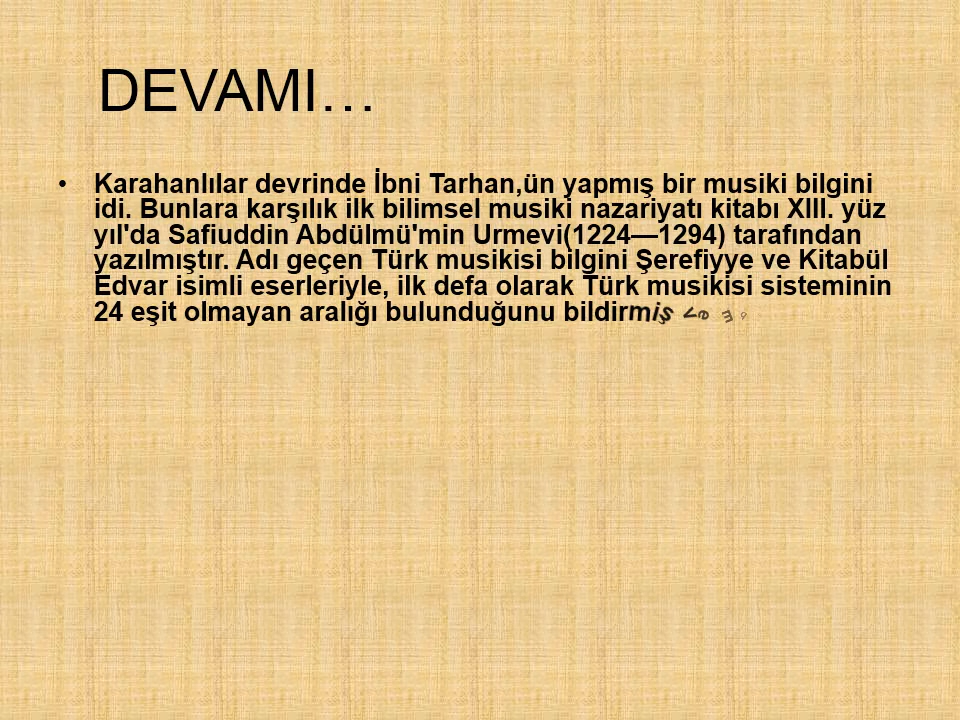 DEVAMI…
• Karahanlılar devrinde İbni Tarhan,ün yapmış bir musiki bilgini
idi. Bunlara karşılık ilk bilimsel musiki nazariyatı kitabı XIII. yüz
yıl'da Safiuddin Abdülmü'min Urmevi(1224—1294) tarafından
yazılmıştır. Adı geçen Türk musikisi bilgini Şerefiyye ve Kitabül
Edvar isimli eserleriyle, ilk defa olarak Türk musikisi sisteminin
24 eşit olmayan aralığı bulunduğunu bildirmiş ve